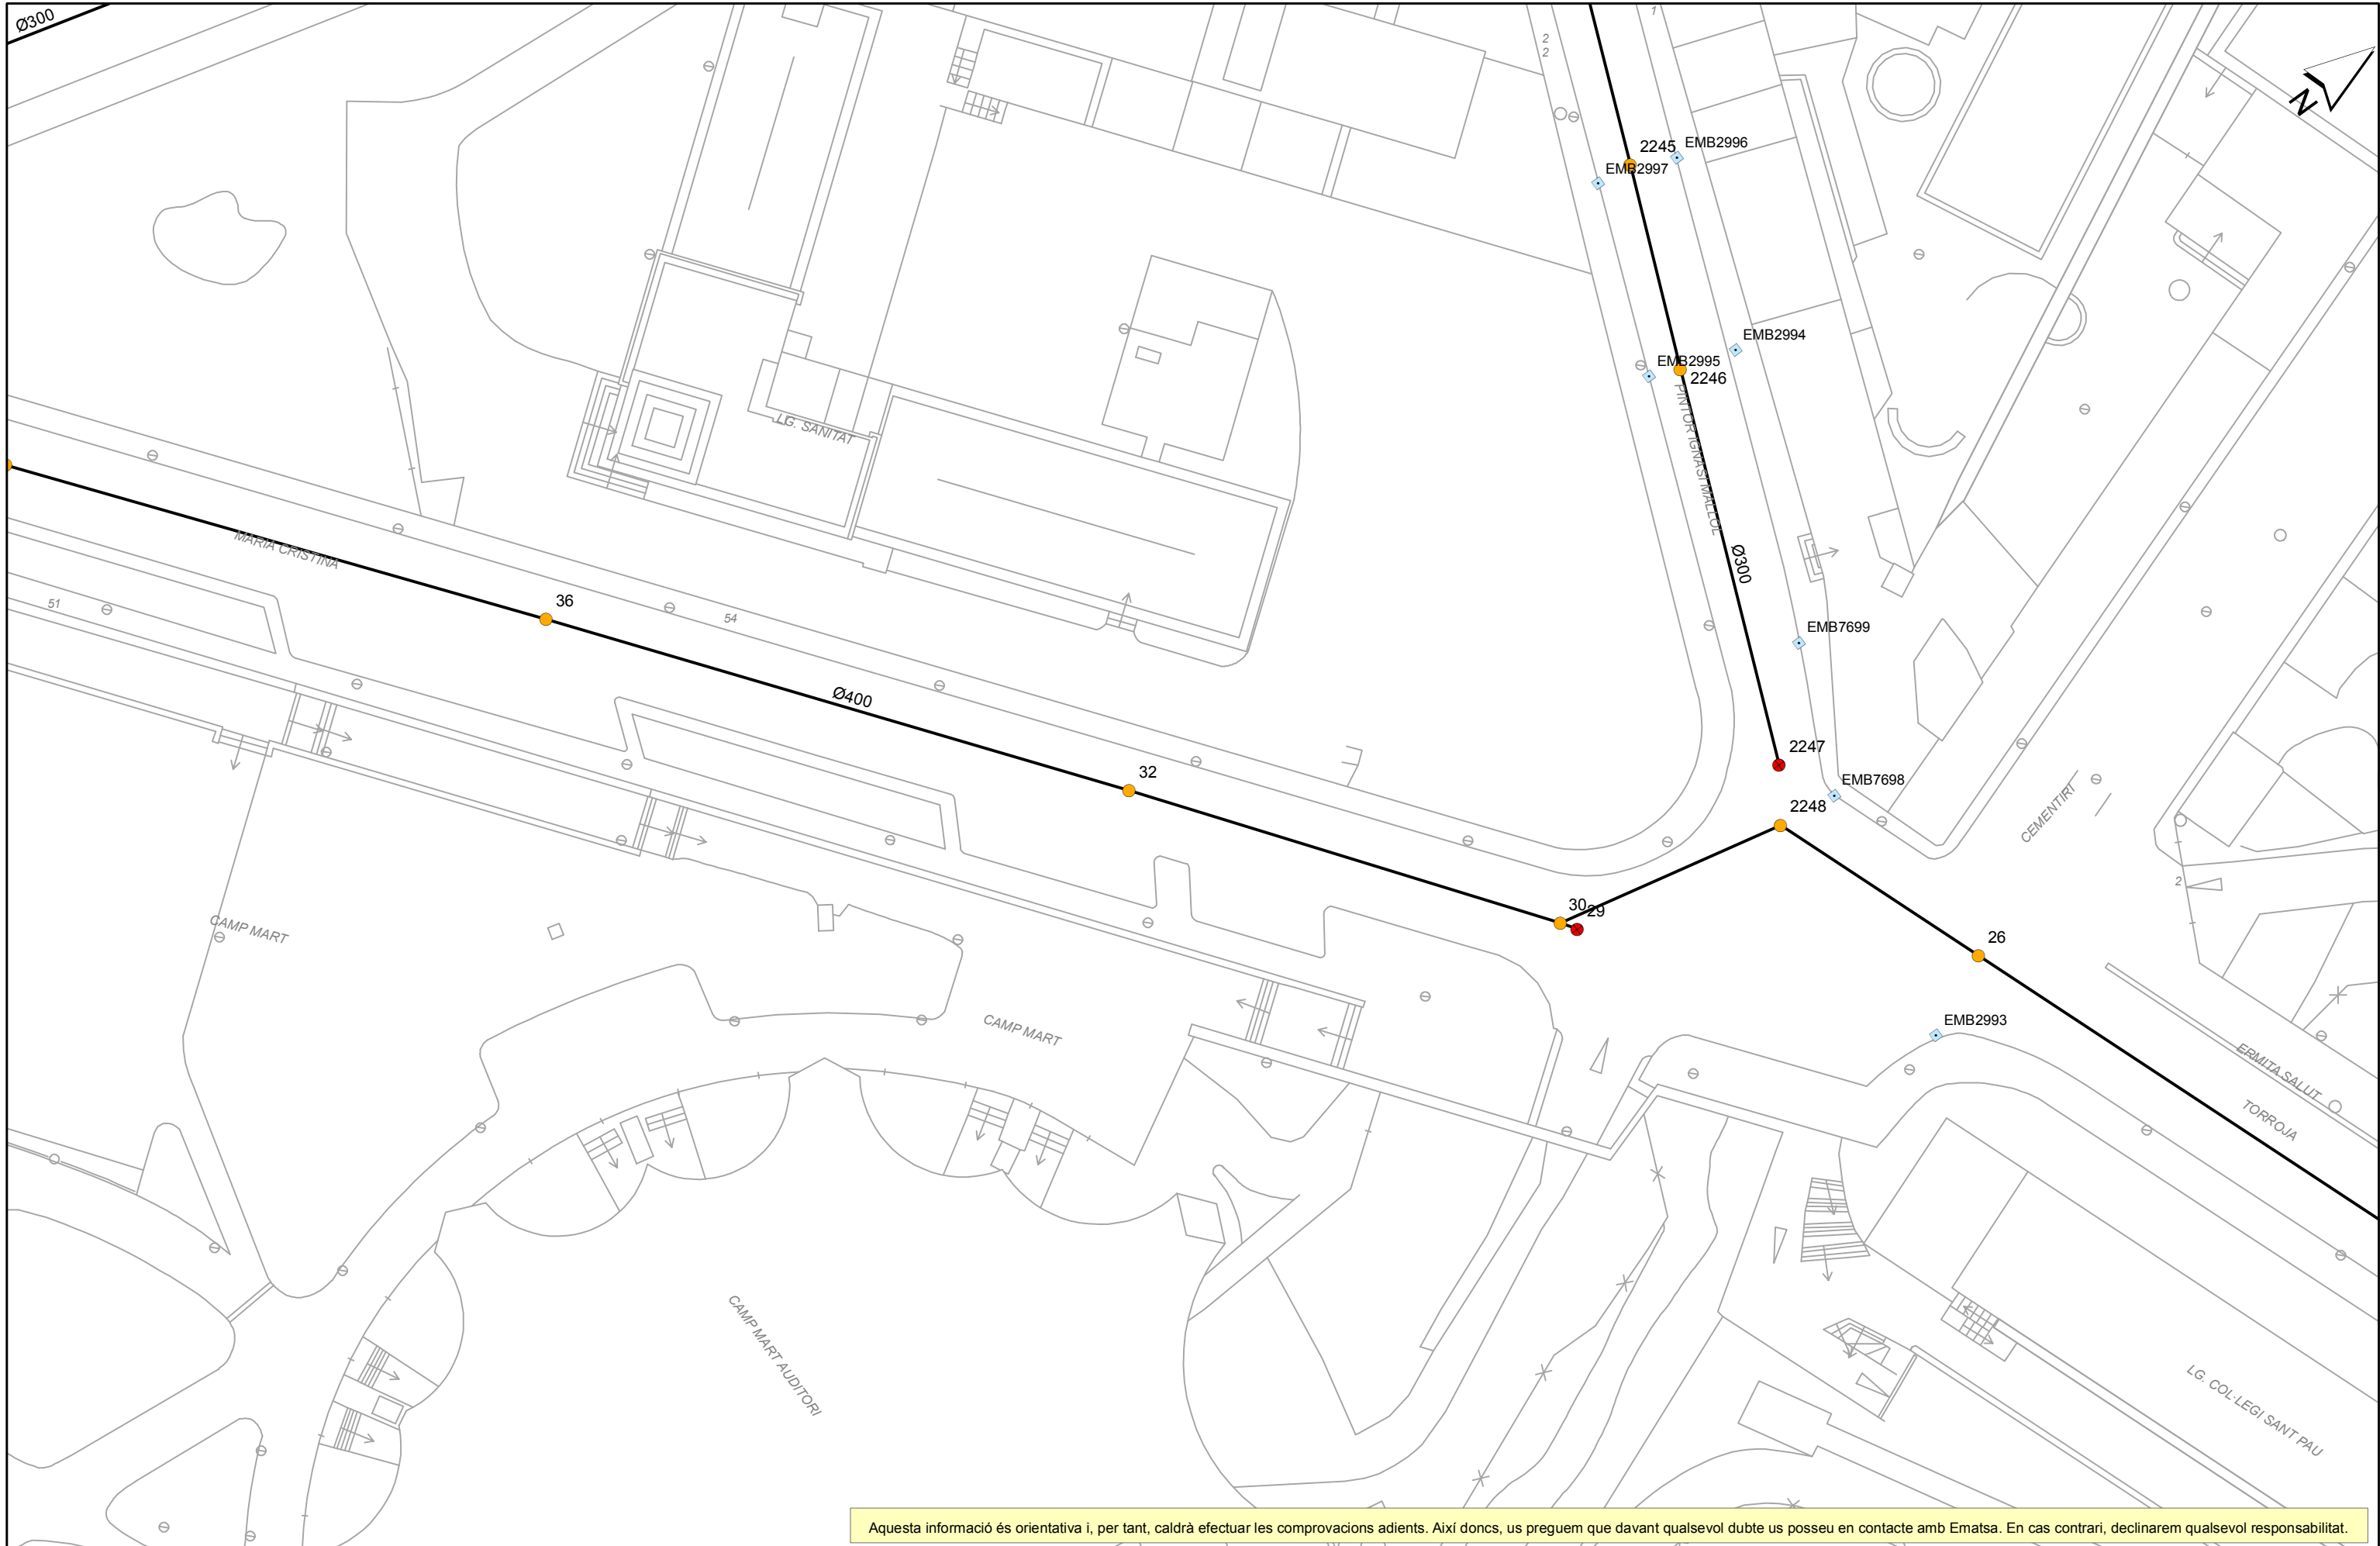 Ø300
1
2
2
N
2245
EMB2996
EMB2997
EMB2994
EMB2995
2246
LG. SANITAT
PINTOR IGNASI MALLOL
MARIA CRISTINA
Ø300
51
36
54
EMB7699
Ø400
2247
32
EMB7698
CEMENTIRI
2248
2
30
29
CAMP MART
26
CAMP MART
EMB2993
ERMITA SALUT
TORROJA
CAMP MART AUDITORI
LG. COL·LEGI SANT PAU
Aquesta informació és orientativa i, per tant, caldrà efectuar les comprovacions adients. Així doncs, us preguem que davant qualsevol dubte us posseu en contacte amb Ematsa. En cas contrari, declinarem qualsevol responsabilitat.